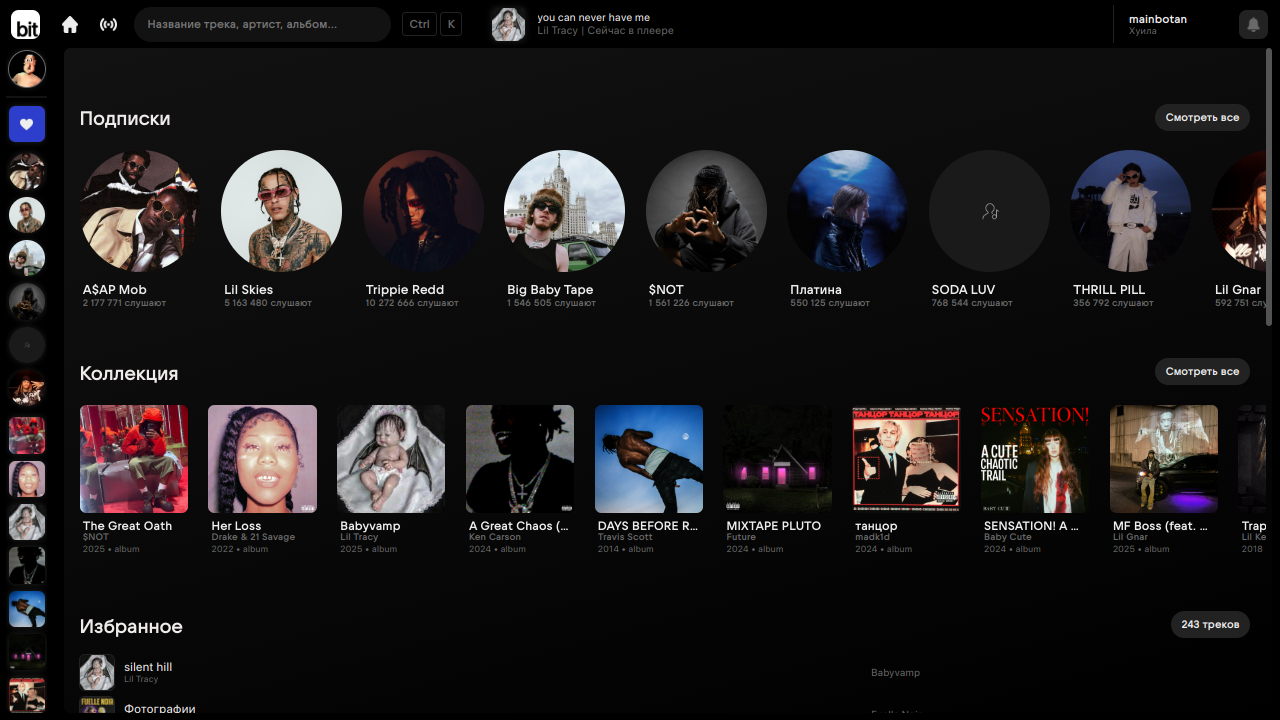 bit
Название трека, артист, альбом...
Ctrl
K
you can never have me
Lil Tracy | Сейчас в плеере
mainbotan
Хуила
Подписки
Смотреть все
A$AP Mob
2 177 771 слушают
Lil Skies
5 163 480 слушают
Trippie Redd
10 272 666 слушают
Big Baby Tape
1 546 505 слушают
$NOT
1 561 226 слушают
Платина
550 125 слушают
SODA LUV
768 544 слушают
THRILL PILL
356 792 слушают
Lil Gnar
592 751 слу
Коллекция
Смотреть все
ТАНЦОР ТАНЦОР ТАНЦОР
SENSATION!
A CUTE
CHAOTIC
TRAIL
BABY CUTE
The Great Oath
$NOT
2025 • album
Her Loss
Drake & 21 Savage
2022 • album
Babyvamp
Lil Tracy
2025 • album
A Great Chaos (...
Ken Carson
2024 • album
DAYS BEFORE R...
Travis Scott
2014 • album
MIXTAPE PLUTO
Future
2024 • album
танцор
madk1d
2024 • album
SENSATION! A ...
Baby Cute
2024 • album
MF Boss (feat. ...
Lil Gnar
2025 • album
Trap
Lil Ke
2018
Избранное
243 треков
silent hill
Lil Tracy
Babyvamp
FUELLE NOIR
Фотографии